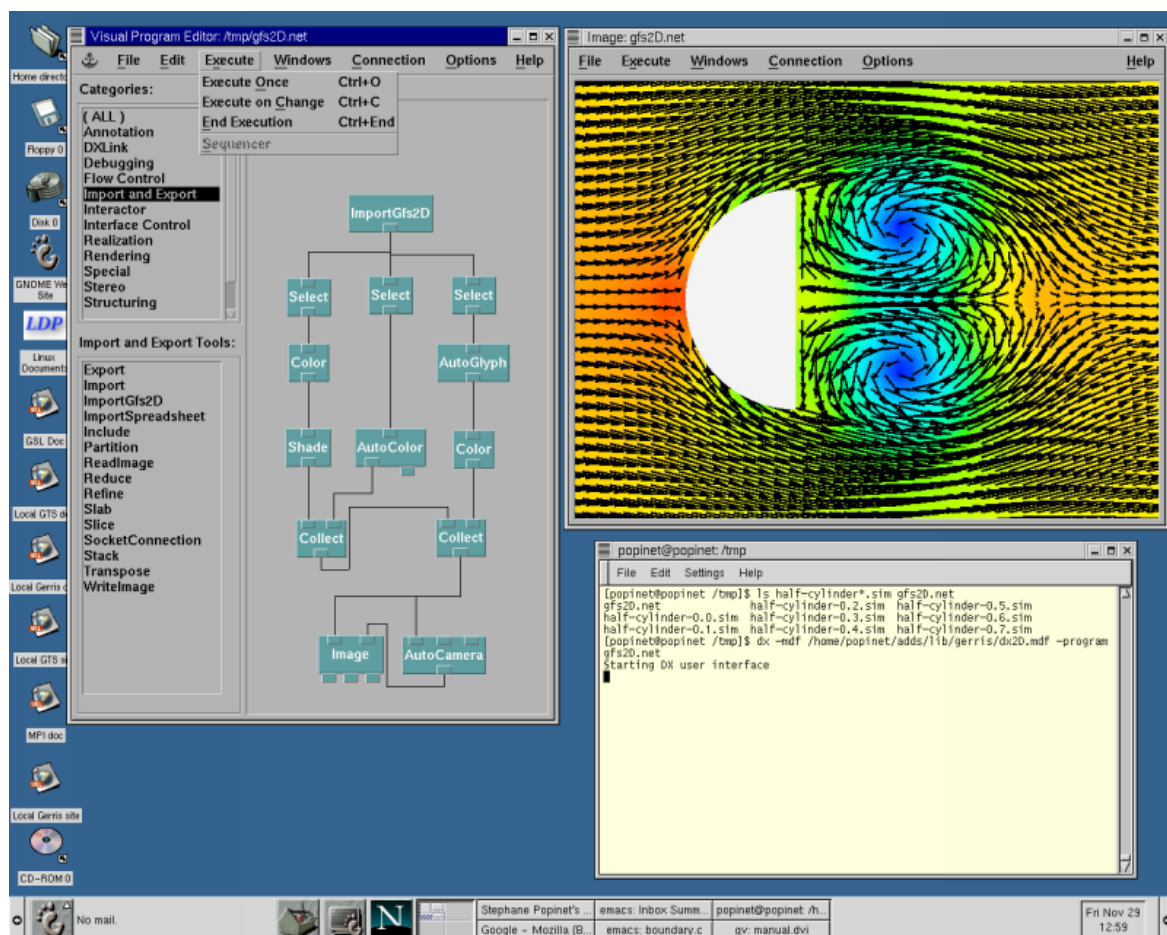 Home directo
Floppy 0
Disk 0
GNOME We
Site
LDP
Linux
Documents
GSL Doc
Local GTS d
Local Gerris d
Local GTS si
MPI doc
Local Gerris site
CD-ROM 0
Visual Program Editor: /tmp/gfs2D.net
File Edit Execute Windows Connection Options Help
Execute Once Ctrl+O
Execute on Change Ctrl+C
End Execution Ctrl+End
Sequencer
Categories:
( ALL )
Annotation
DXLink
Debugging
Flow Control
Import and Export
Interactor
Interface Control
Realization
Rendering
Special
Stereo
Structuring
Import and Export Tools:
Export
Import
ImportGfs2D
ImportSpreadsheet
Include
Partition
ReadImage
Reduce
Refine
Slab
Slice
SocketConnection
Stack
Transpose
WriteImage
ImportGfs2D
Select Select Select
Color AutoGlyph
Shade AutoColor Color
Collect Collect
Image AutoCamera
Image: gfs2D.net
File Execute Windows Connection Options Help
popinet@popinet: /tmp
File Edit Settings Help
[popinet@popinet /tmp]$ ls half-cylinder*.sim gfs2D.net
gfs2D.net half-cylinder-0.2.sim half-cylinder-0.5.sim
half-cylinder-0.0.sim half-cylinder-0.3.sim half-cylinder-0.6.sim
half-cylinder-0.1.sim half-cylinder-0.4.sim half-cylinder-0.7.sim
[popinet@popinet /tmp]$ dx -mdf /home/popinet/adds/lib/gerris/dx2D.mdf -program
gfs2D.net
Starting DX user interface
No mail.
N
Stephane Popinet's ... emacs: Inbox Summ... popinet@popinet: /h...
Google - Mozilla {B... emacs: boundary.c gv: manual.dvi
Fri Nov 29
12:59